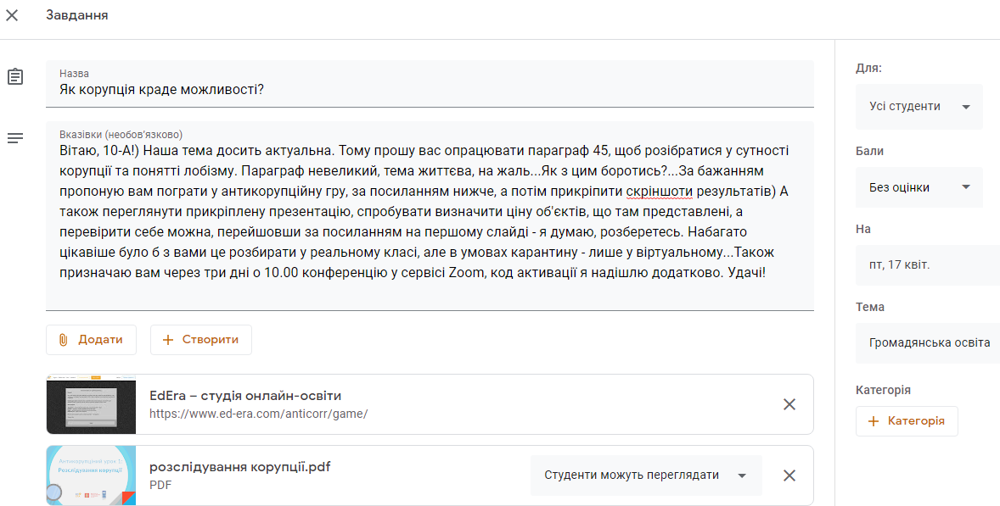 Завдання
Назва
Як корупція краде можливості?
Вказівки (необов'язково)
Вітаю, 10-А!) Наша тема досить актуальна. Тому прошу вас опрацювати параграф 45, щоб розібратися у сутності
корупції та понятті лобізму. Параграф невеликий, тема життєва, на жаль...Як з цим боротись?...За бажанням
пропоную вам пограти у антикорупційну гру, за посиланням нижче, а потім прикріпити скріншоти результатів) А
також переглянути прикріплену презентацію, спробувати визначити ціну об'єктів, що там представлені, а
перевірити себе можна, перейшовши за посиланням на першому слайді - я думаю, розберетесь. Набагато
цікавіше було б з вами це розбирати у реальному класі, але в умовах карантину - лише у віртуальному...Також
призначаю вам через три дні о 10.00 конференцію у сервісі Zoom, код активації я надішлю додатково. Удачі!
Додати
Створити
EdEra – студія онлайн-освіти
https://www.ed-era.com/anticorr/game/
Антикорупційний урок 1:
Розслідування корупції
розслідування корупції.pdf
PDF
Студенти можуть переглядати
Для:
Усі студенти
Бали
Без оцінки
На
пт, 17 квіт.
Тема
Громадянська освіта
Категорія
Категорія